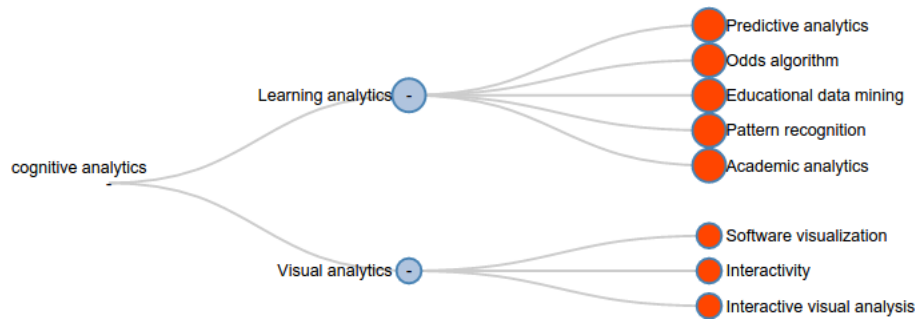 Predictive analytics
Odds algorithm
Learning analytics - Educational data mining
Pattern recognition
Academic analytics
cognitive analytics
-
Software visualization
Visual analytics - Interactivity
Interactive visual analysis